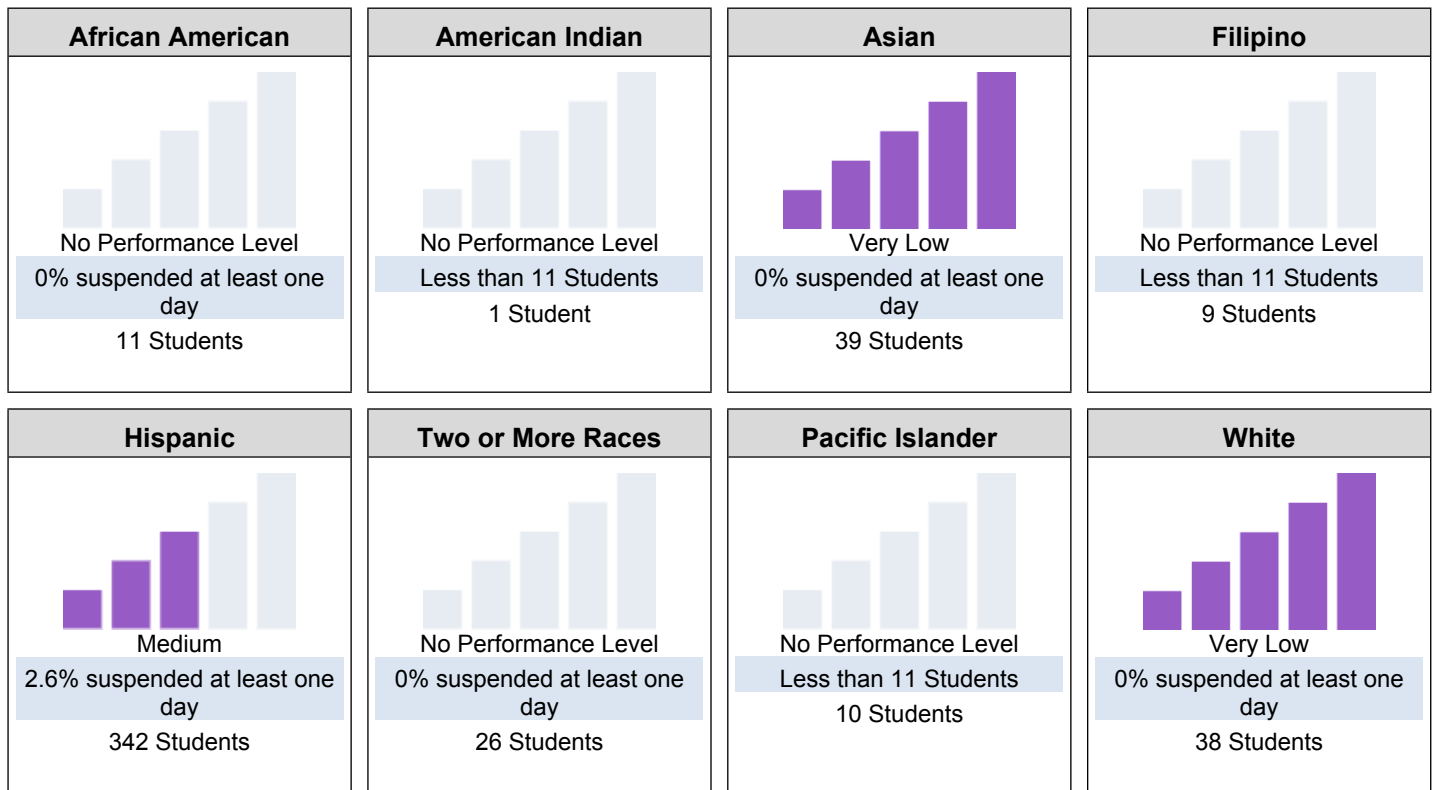 African American
American Indian
Asian
Filipino
No Performance Level
0% suspended at least one
day
11 Students
No Performance Level
Less than 11 Students
1 Student
Very Low
0% suspended at least one
day
39 Students
No Performance Level
Less than 11 Students
9 Students
Hispanic
Two or More Races
Pacific Islander
White
Medium
2.6% suspended at least one
day
342 Students
No Performance Level
0% suspended at least one
day
26 Students
No Performance Level
Less than 11 Students
10 Students
Very Low
0% suspended at least one
day
38 Students